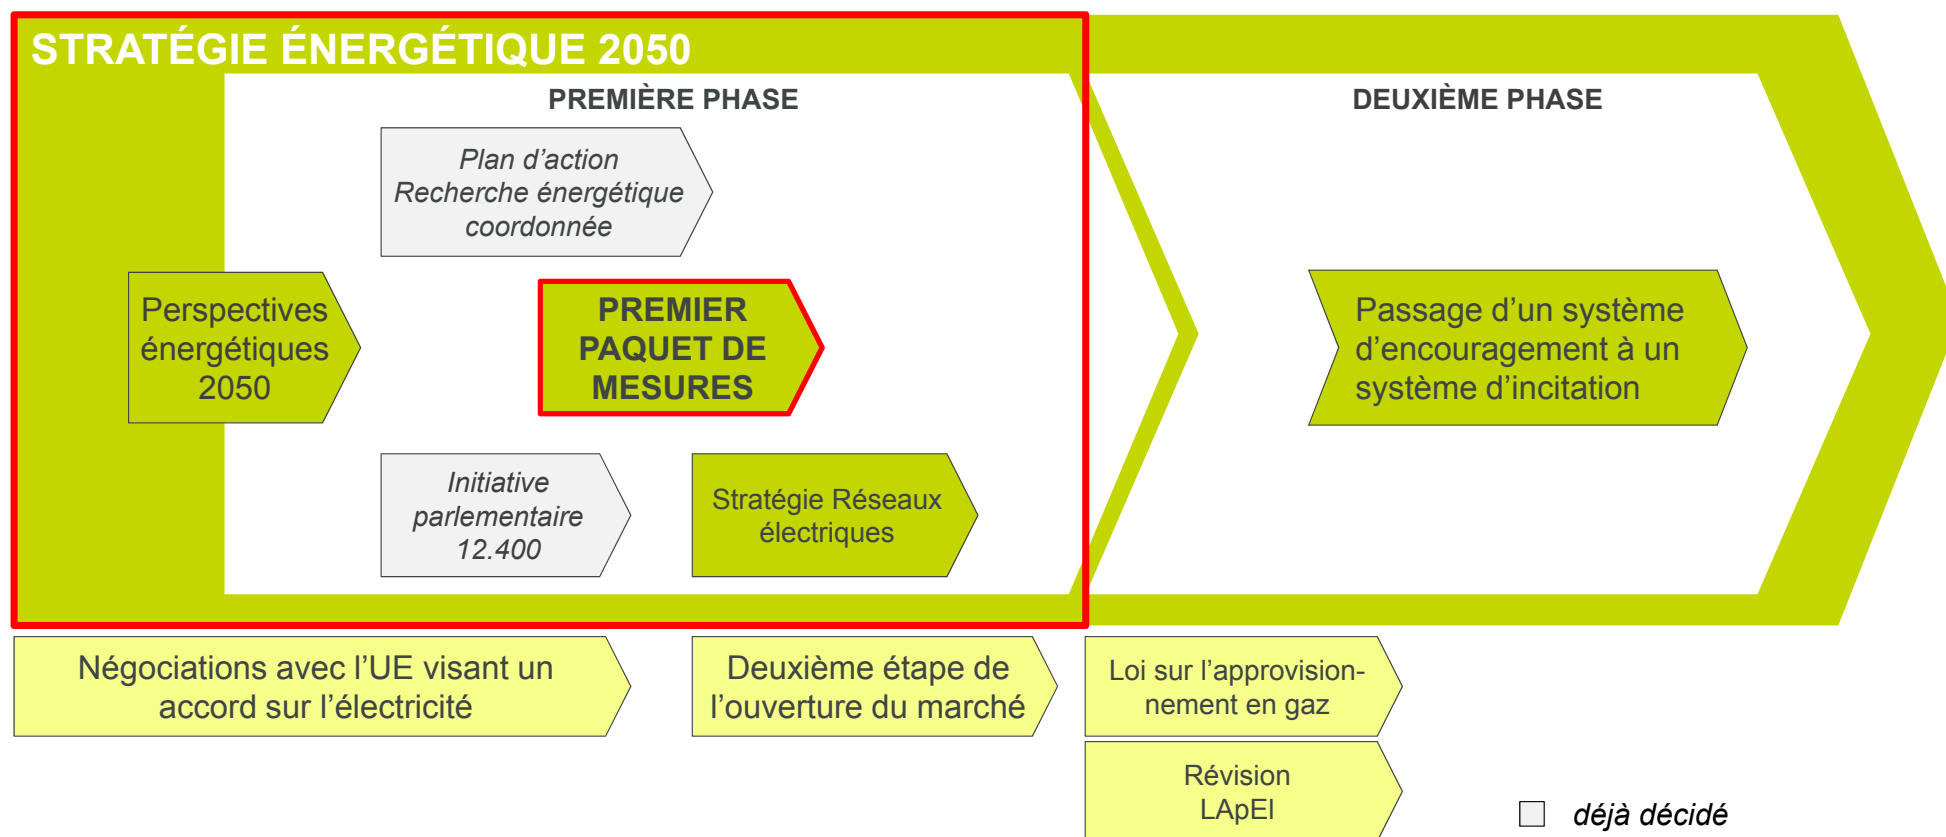 STRATÉGIE ÉNERGÉTIQUE 2050
PREMIÈRE PHASE
DEUXIÈME PHASE
Plan d’action
Recherche énergétique
coordonnée
Perspectives
énergétiques
2050
PREMIER
PAQUET DE
MESURES
Passage d’un système
d’encouragement à un
système d’incitation
Initiative
parlementaire
12.400
Stratégie Réseaux
électriques
Négociations avec l’UE visant un
accord sur l’électricité
Deuxième étape de
l’ouverture du marché
Loi sur l’approvision-
nement en gaz
Révision
LApEl
déjà décidé